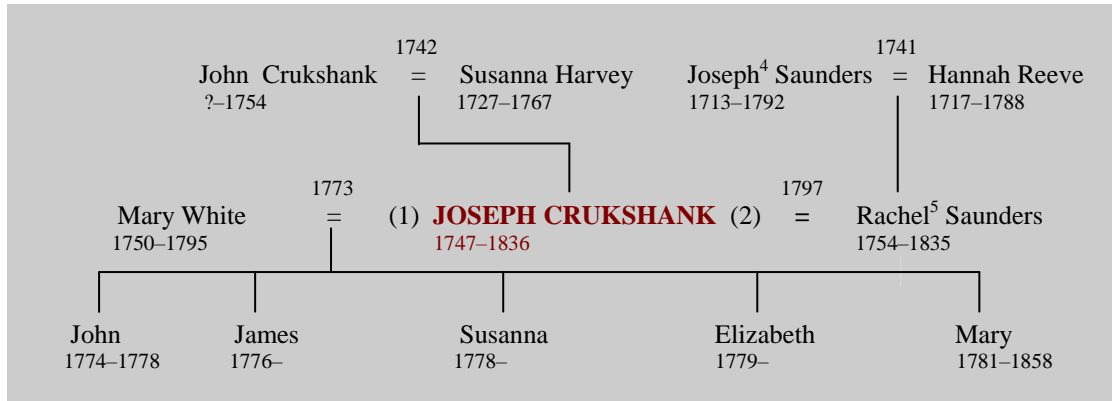 1742 1741
John Crukshank = Susanna Harvey Joseph⁴ Saunders = Hannah Reeve
?–1754 1727–1767 1713–1792 1717–1788
1773 1797
Mary White = (1) JOSEPH CRUKSHANK (2) = Rachel⁵ Saunders
1750–1795 1747–1836 1754–1835
John James Susanna Elizabeth Mary
1774–1778 1776– 1778– 1779– 1781–1858